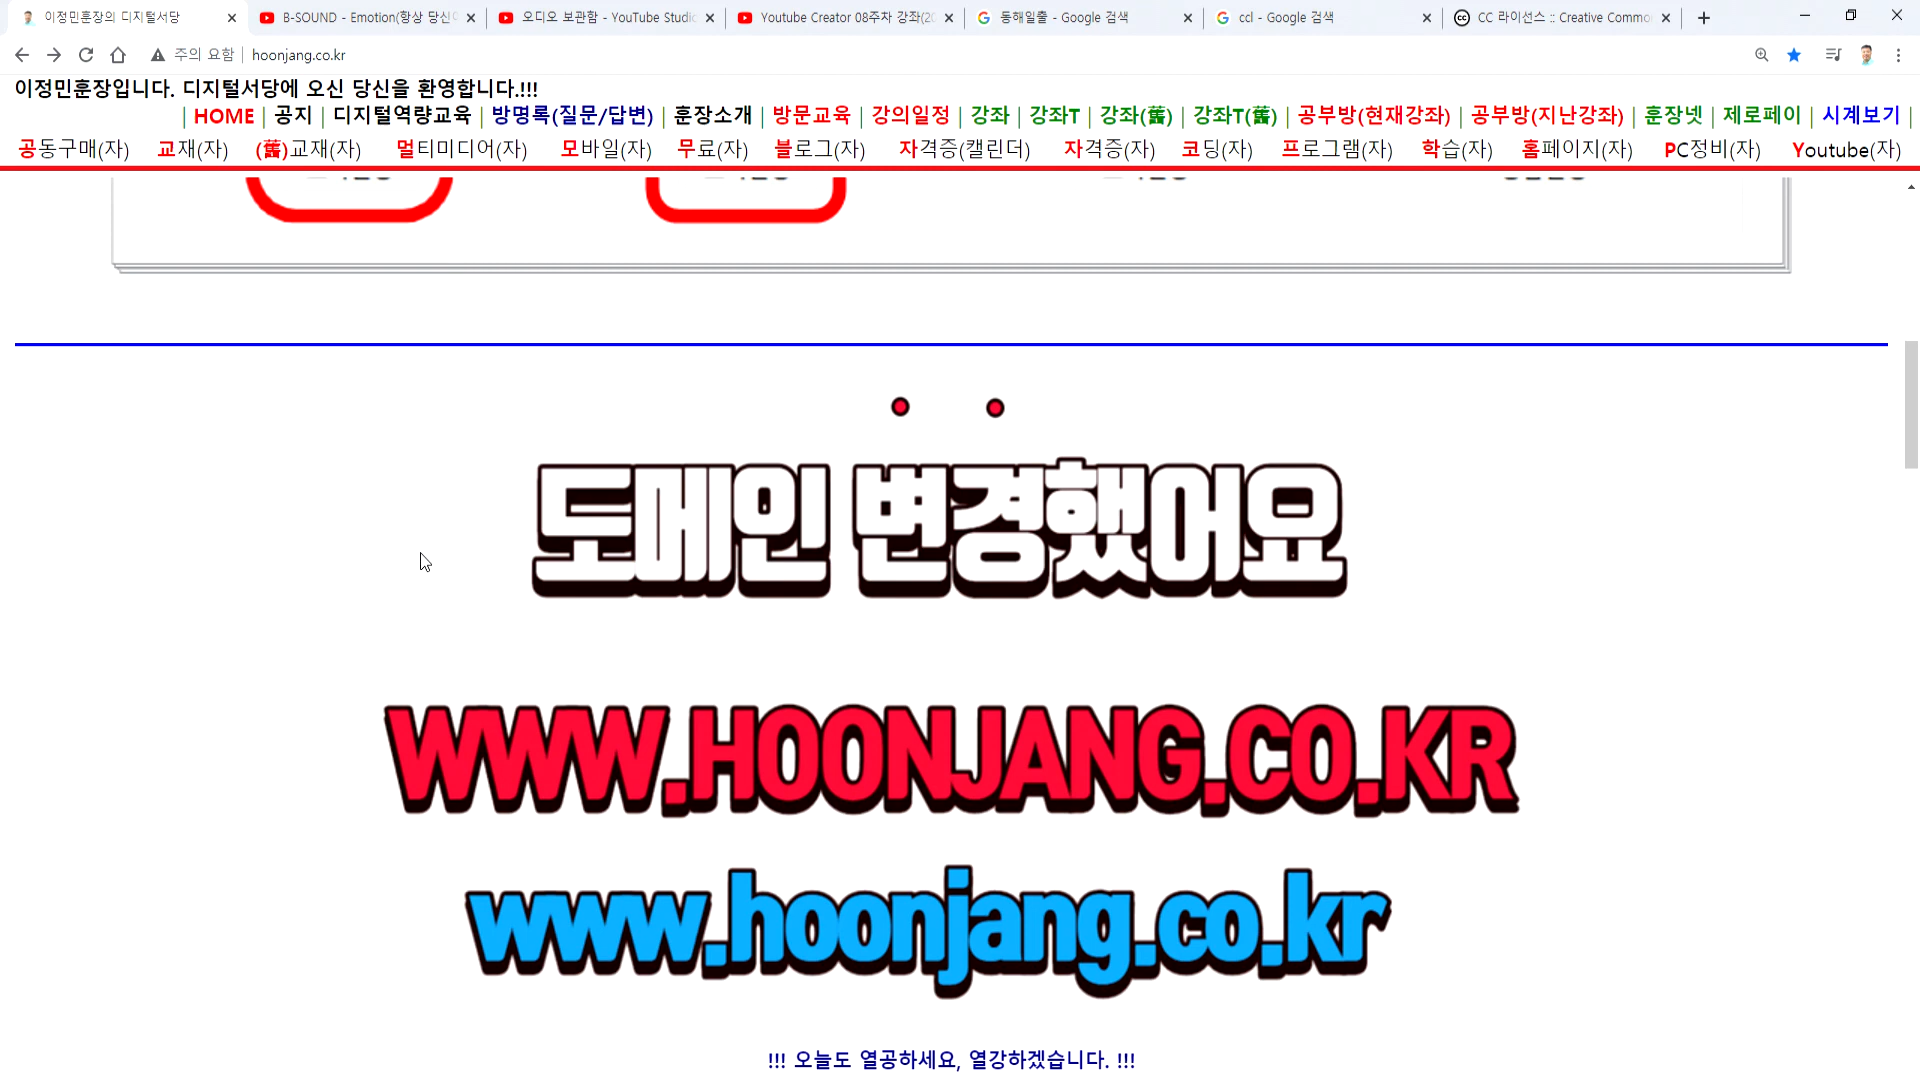 이정민훈장의 디지털서당
B-SOUND - Emotion(항상 당신이
오디오 보관함 - YouTube Studio
Youtube Creator 08주차 강좌(20
동해일출 - Google 검색
ccl - Google 검색
CC 라이선스 :: Creative Common
주의 요함 | hoonjang.co.kr
이정민훈장입니다. 디지털서당에 오신 당신을 환영합니다.!!!
| HOME | 공지 | 디지털역량교육 | 방명록(질문/답변) | 훈장소개 | 방문교육 | 강의일정 | 강좌 | 강좌T | 강좌(舊) | 강좌T(舊) | 공부방(현재강좌) | 공부방(지난강좌) | 훈장넷 | 제로페이 | 시계보기 |
공동구매(자) 교재(자) (舊)교재(자) 멀티미디어(자) 모바일(자) 무료(자) 블로그(자) 자격증(캘린더) 자격증(자) 코딩(자) 프로그램(자) 학습(자) 홈페이지(자) PC정비(자) Youtube(자)
도메인 변경했어요
WWW.HOONJANG.CO.KR
www.hoonjang.co.kr
!!! 오늘도 열공하세요, 열강하겠습니다. !!!